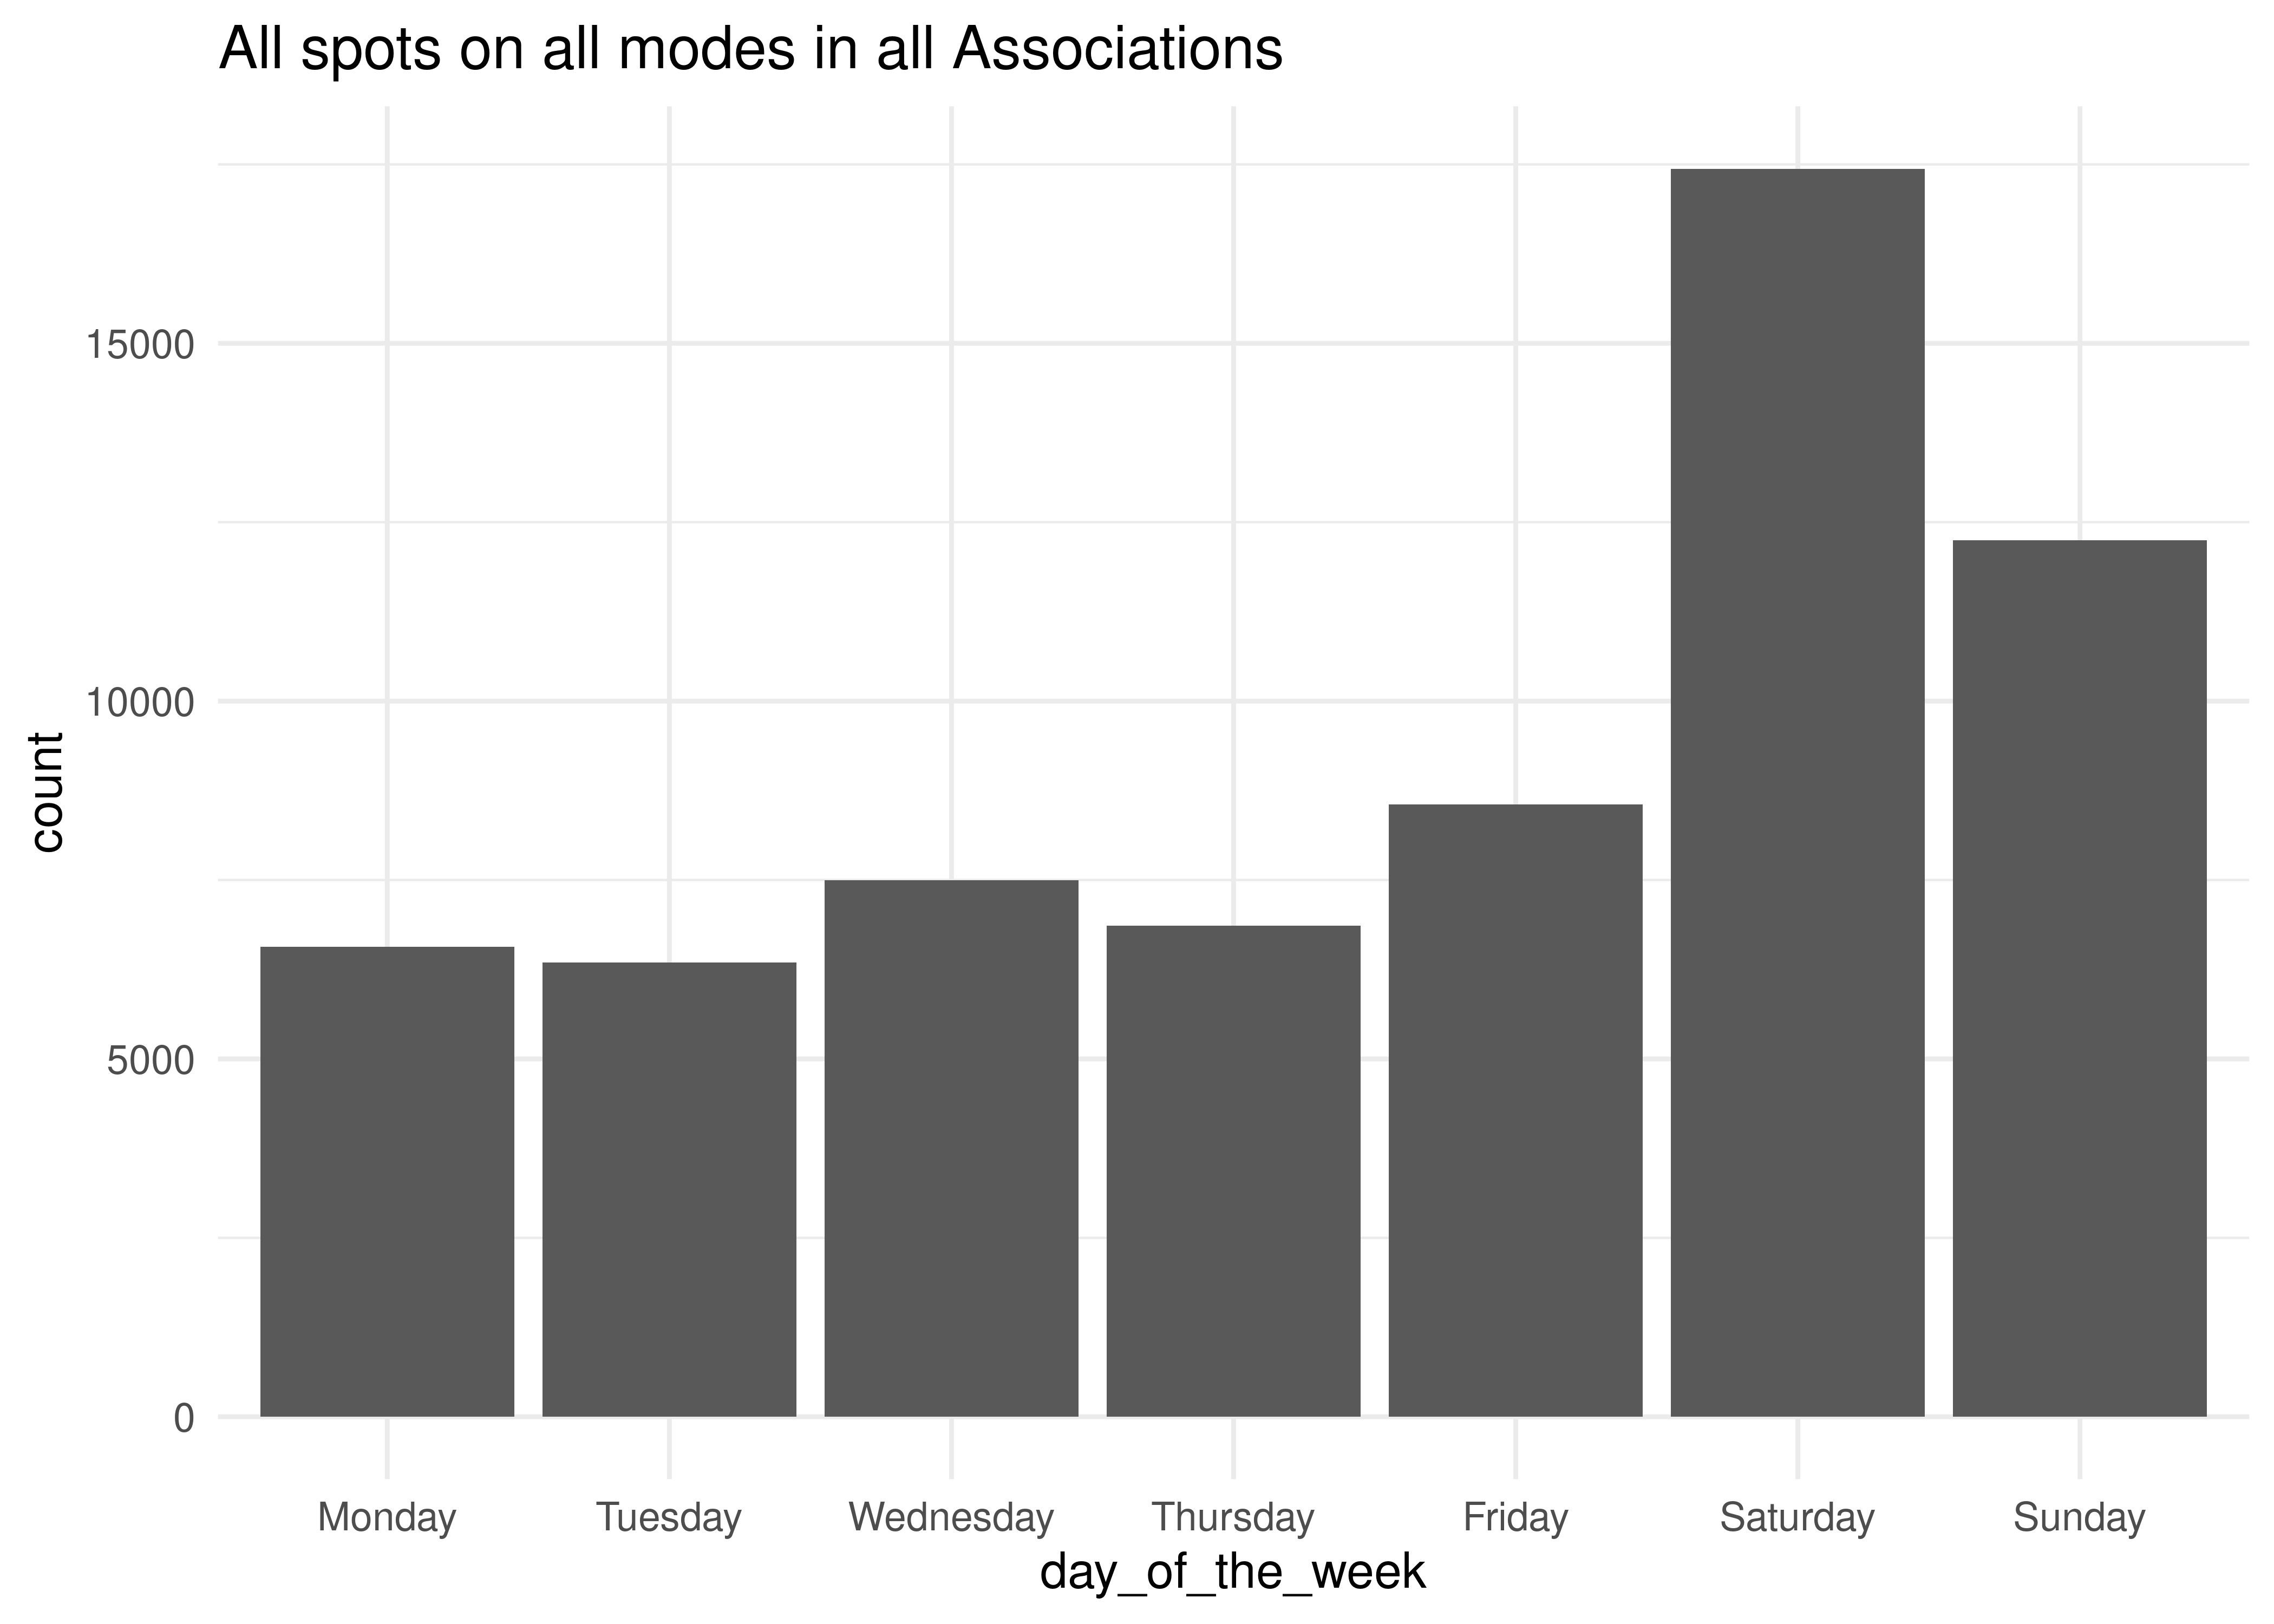 All spots on all modes in all Associations
count
15000
10000
5000
0
Monday Tuesday Wednesday Thursday Friday Saturday Sunday
day_of_the_week